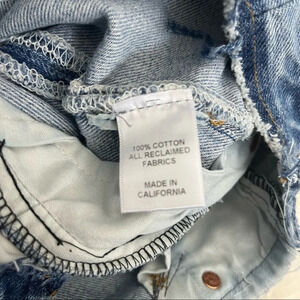 100% COTTON
ALL RECLAIMED
FABRICS
MADE IN
CALIFORNIA